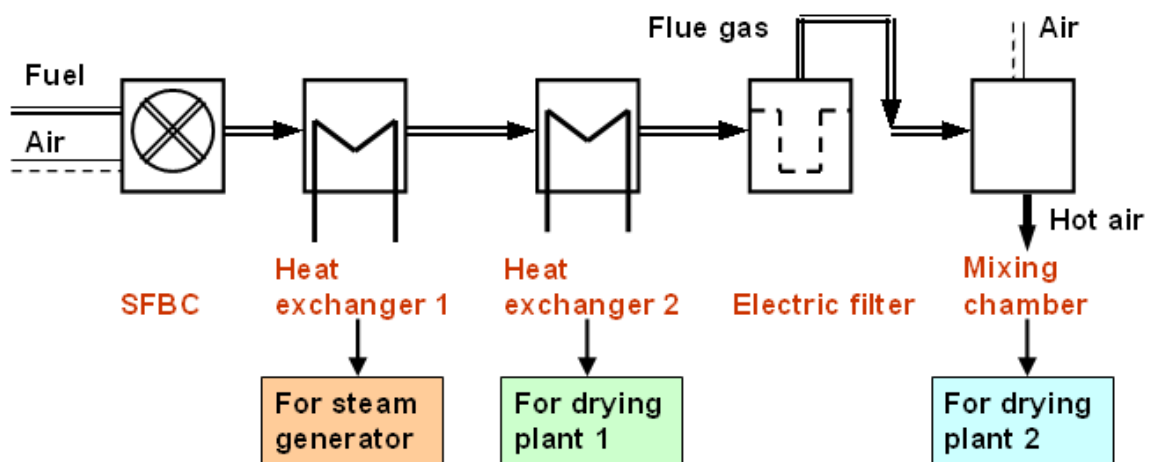 Flue gas
Air
Fuel
Air
Hot air
SFBC
Heat
exchanger 1
Heat
exchanger 2
Electric filter
Mixing
chamber
For steam
generator
For drying
plant 1
For drying
plant 2